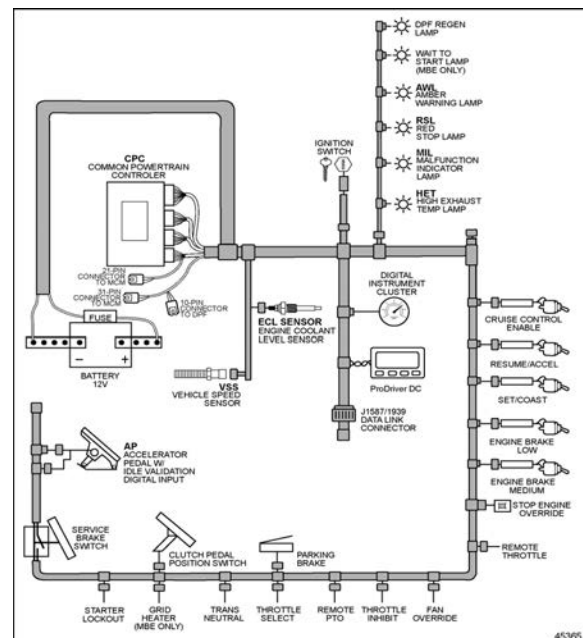 DPF REGEN
LAMP
WAIT TO
START LAMP
(MBE ONLY)
AWL
AMBER
WARNING LAMP
RSL
RED
STOP LAMP
MIL
MALFUNCTION
INDICATOR
LAMP
HET
HIGH EXHAUST
TEMP LAMP
IGNITION
SWITCH
CPC
COMMON POWERTRAIN
CONTROLER
21-PIN
CONNECTOR
TO MCM
31-PIN
CONNECTOR
TO MCM
10-PIN
CONNECTOR
TO DPF
FUSE
BATTERY
12V
ECL SENSOR
ENGINE COOLANT
LEVEL SENSOR
VSS
VEHICLE SPEED
SENSOR
DIGITAL
INSTRUMENT
CLUSTER
ProDriver DC
J1587/1939
DATA LINK
CONNECTOR
CRUISE CONTROL
ENABLE
RESUME/ACCEL
SET/COAST
ENGINE BRAKE
LOW
ENGINE BRAKE
MEDIUM
STOP ENGINE
OVERRIDE
REMOTE
THROTTLE
AP
ACCELERATOR
PEDAL W/
IDLE VALIDATION
DIGITAL INPUT
SERVICE
BRAKE
SWITCH
CLUTCH PEDAL
POSITION SWITCH
PARKING
BRAKE
STARTER
LOCKOUT
GRID
HEATER
(MBE ONLY)
TRANS
NEUTRAL
THROTTLE
SELECT
REMOTE
PTO
THROTTLE
INHIBIT
FAN
OVERRIDE
45365